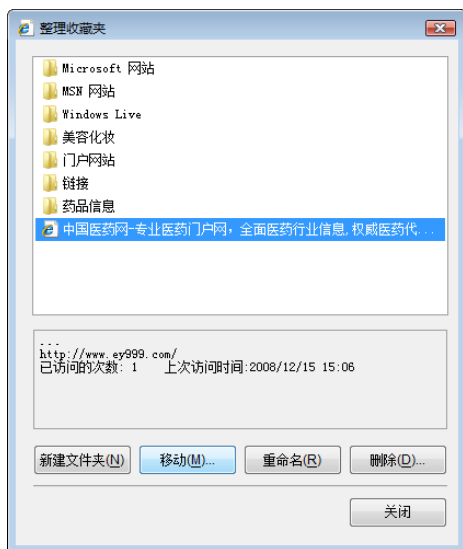 整理收藏夹
Microsoft 网站
MSN 网站
Windows Live
美容化妆
门户网站
链接
药品信息
中国医药网-专业医药门户网，全面医药行业信息,权威医药代...
...
http://www.ey999.com/
已访问的次数: 1 上次访问时间:2008/12/15 15:06
新建文件夹(N) 移动(M)... 重命名(R) 删除(D)...
关闭